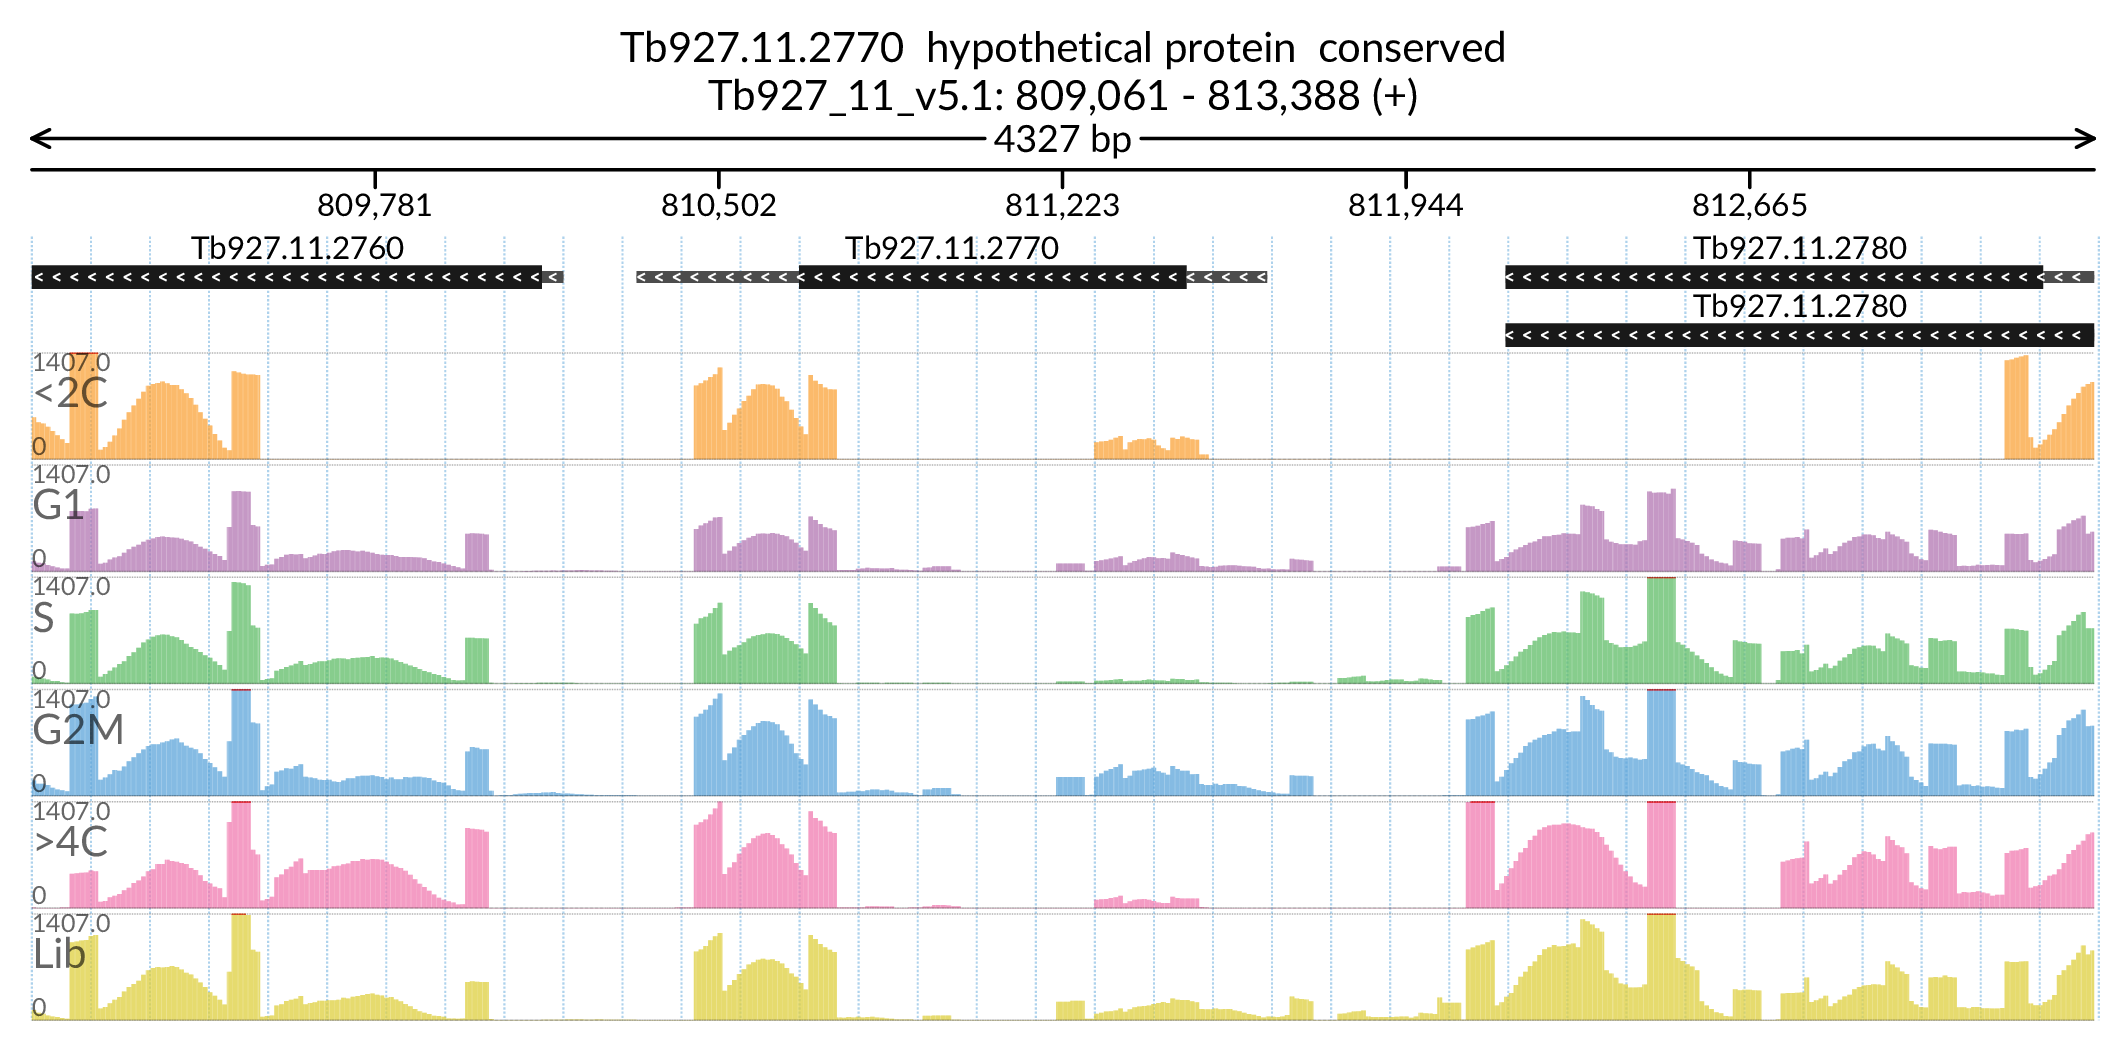 Tb927.11.2770 hypothetical protein conserved
Tb927_11_v5.1: 809,061 - 813,388 (+)
4327 bp
809,781 810,502 811,223 811,944 812,665
Tb927.11.2760 Tb927.11.2770 Tb927.11.2780
Tb927.11.2780
1407.0
<2C
0
1407.0
G1
0
1407.0
S
0
1407.0
G2M
0
1407.0
>4C
0
1407.0
Lib
0